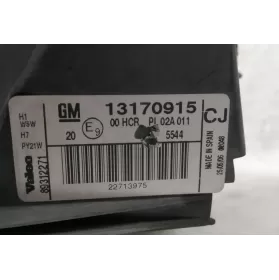 GM 13170915
00 HCR PL 02A 011
20 E9 5544
H1
W5W
H7
PY21W
Valeo
89312271
22713975
CJ
MADE IN SPAIN